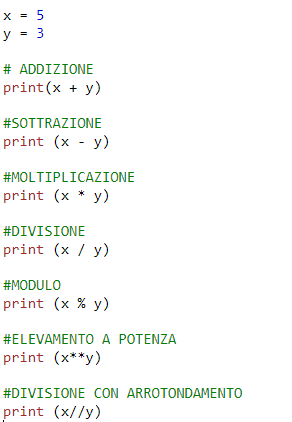 x = 5
y = 3
# ADDIZIONE
print(x + y)
#SOTTRAZIONE
print (x - y)
#MOLTIPLICAZIONE
print (x * y)
#DIVISIONE
print (x / y)
#MODULO
print (x % y)
#ELEVAMENTO A POTENZA
print (x**y)
#DIVISIONE CON ARROTONDAMENTO
print (x//y)